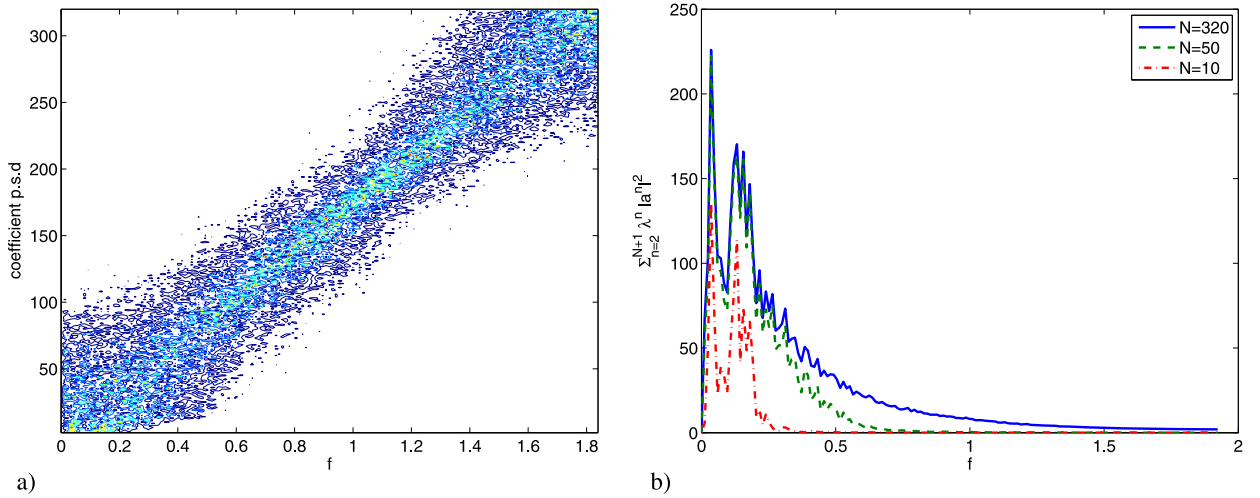 300
250
200
150
100
50
coefficient p.s.d
0 0.2 0.4 0.6 0.8 1 1.2 1.4 1.6 1.8
f
a)
250
200
150
100
50
0
Σ_{n=2}^{N+1} λ^n |a^n|^2
N=320
N=50
N=10
0 0.5 1 1.5 2
f
b)